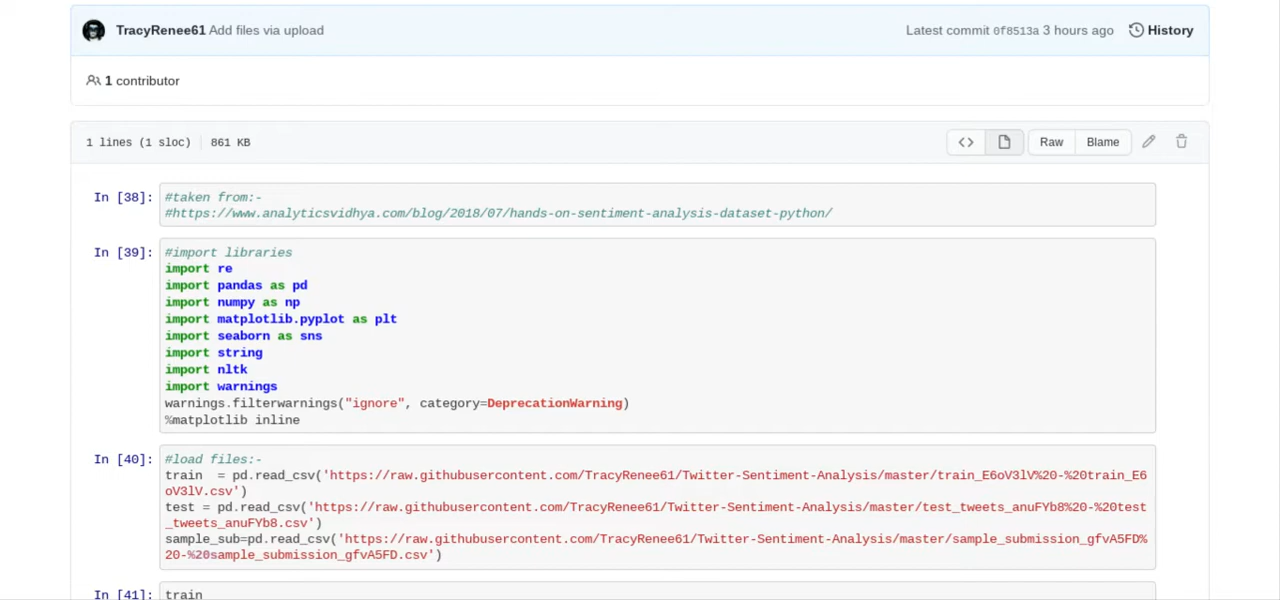 TracyRenee61 Add files via upload Latest commit 0f8513a 3 hours ago History
1 contributor
1 lines (1 sloc) 861 KB <> Raw Blame
In [38]: #taken from:-
#https://www.analyticsvidhya.com/blog/2018/07/hands-on-sentiment-analysis-dataset-python/
In [39]: #import libraries
import re
import pandas as pd
import numpy as np
import matplotlib.pyplot as plt
import seaborn as sns
import string
import nltk
import warnings
warnings.filterwarnings("ignore", category=DeprecationWarning)
%matplotlib inline
In [40]: #load files:-
train  = pd.read_csv('https://raw.githubusercontent.com/TracyRenee61/Twitter-Sentiment-Analysis/master/train_E6oV3lV%20-%20train_E6
oV3lV.csv')
test = pd.read_csv('https://raw.githubusercontent.com/TracyRenee61/Twitter-Sentiment-Analysis/master/test_tweets_anuFYb8%20-%20test
_tweets_anuFYb8.csv')
sample_sub=pd.read_csv('https://raw.githubusercontent.com/TracyRenee61/Twitter-Sentiment-Analysis/master/sample_submission_gfvA5FD%
20-%20sample_submission_gfvA5FD.csv')
In [41]: train